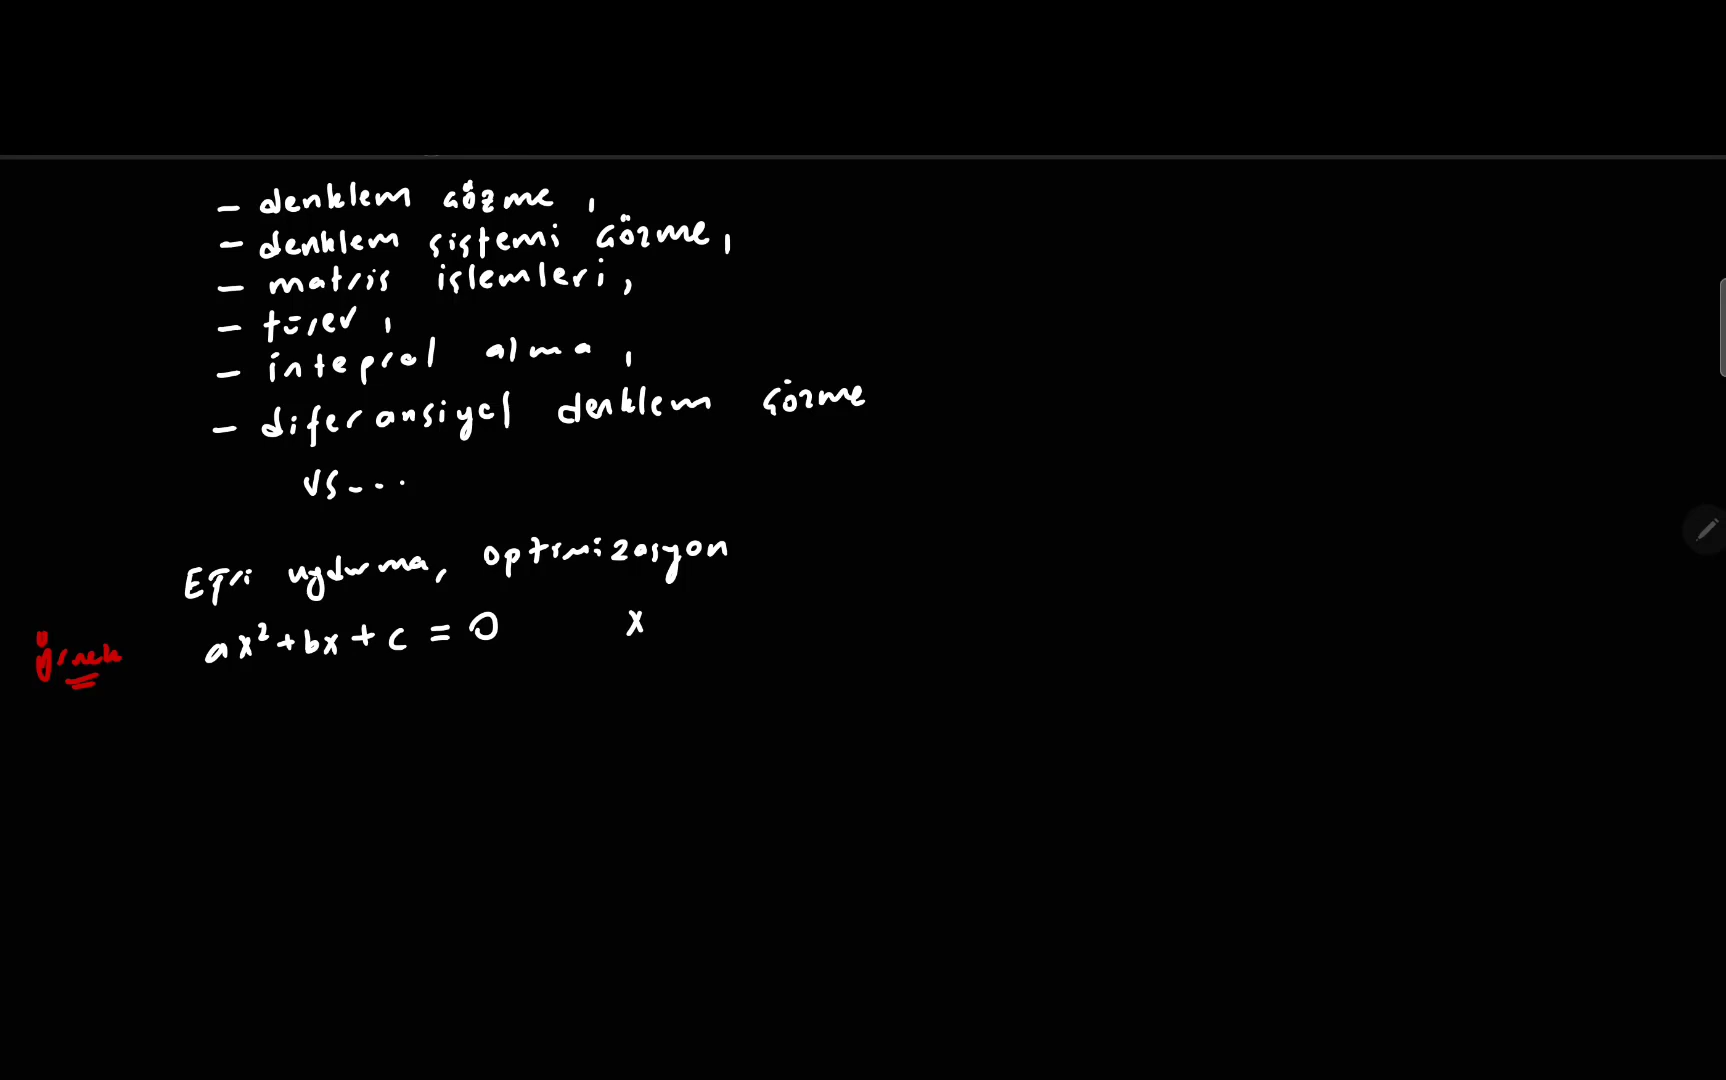 - denklem çözme,
- denklem sistemi çözme,
- matris işlemleri,
- türev,
- integral alma,
- diferansiyel denklem çözme
vs...
Eğri uydurma, optimizasyon
örnek ax²+bx+c=0 x